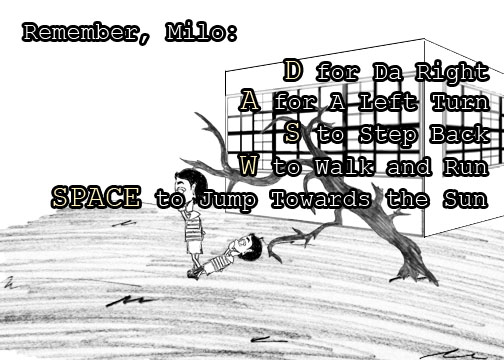 Remember, Milo:
D for Da Right
A for A Left Turn
S to Step Back
W to Walk and Run
SPACE to Jump Towards the Sun